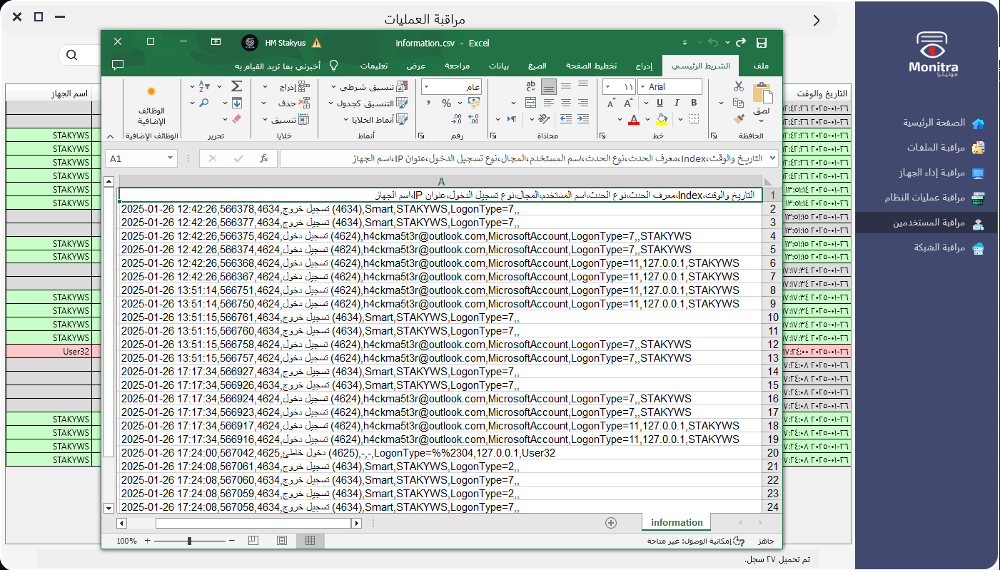 مراقبة العمليات
Monitra
مونيترا
information.csv - Excel
HM Stakyus
ملف
الشريط الرئيسي
إدراج
تخطيط الصفحة
الصيغ
بيانات
مراجعة
عرض
تعليمات
أخبرني بما تريد القيام به
لصق
الحافظة
Arial
١١
خط
محاذاة
عام
رقم
تنسيق شرطي
التنسيق كجدول
أنماط الخلايا
أنماط
إدراج
حذف
تنسيق
خلايا
تحرير
الوظائف
الإضافية
الوظائف الإضافية
A1
fx
التاريخ والوقت،Index،معرف الحدث،نوع الحدث،اسم المستخدم،المجال،نوع تسجيل الدخول،عنوان IP،اسم الجهاز
A
1 التاريخ والوقت،Index،معرف الحدث،نوع الحدث،اسم المستخدم،المجال،نوع تسجيل الدخول،عنوان IP،اسم الجهاز
2 2025-01-26 12:42:26,566378,4634,تسجيل خروج (4634),Smart,STAKYWS,LogonType=7,,
3 2025-01-26 12:42:26,566377,4634,تسجيل خروج (4634),Smart,STAKYWS,LogonType=7,,
4 2025-01-26 12:42:26,566375,4624,تسجيل دخول (4624),h4ckma5t3r@outlook.com,MicrosoftAccount,LogonType=7,,STAKYWS
5 2025-01-26 12:42:26,566374,4624,تسجيل دخول (4624),h4ckma5t3r@outlook.com,MicrosoftAccount,LogonType=7,,STAKYWS
6 2025-01-26 12:42:26,566368,4624,تسجيل دخول (4624),h4ckma5t3r@outlook.com,MicrosoftAccount,LogonType=11,127.0.0.1,STAKYWS
7 2025-01-26 12:42:26,566367,4624,تسجيل دخول (4624),h4ckma5t3r@outlook.com,MicrosoftAccount,LogonType=11,127.0.0.1,STAKYWS
8 2025-01-26 13:51:14,566751,4624,تسجيل دخول (4624),h4ckma5t3r@outlook.com,MicrosoftAccount,LogonType=11,127.0.0.1,STAKYWS
9 2025-01-26 13:51:14,566750,4624,تسجيل دخول (4624),h4ckma5t3r@outlook.com,MicrosoftAccount,LogonType=11,127.0.0.1,STAKYWS
10 2025-01-26 13:51:15,566761,4634,تسجيل خروج (4634),Smart,STAKYWS,LogonType=7,,
11 2025-01-26 13:51:15,566760,4634,تسجيل خروج (4634),Smart,STAKYWS,LogonType=7,,
12 2025-01-26 13:51:15,566758,4624,تسجيل دخول (4624),h4ckma5t3r@outlook.com,MicrosoftAccount,LogonType=7,,STAKYWS
13 2025-01-26 13:51:15,566757,4624,تسجيل دخول (4624),h4ckma5t3r@outlook.com,MicrosoftAccount,LogonType=7,,STAKYWS
14 2025-01-26 17:17:34,566927,4634,تسجيل خروج (4634),Smart,STAKYWS,LogonType=7,,
15 2025-01-26 17:17:34,566926,4634,تسجيل خروج (4634),Smart,STAKYWS,LogonType=7,,
16 2025-01-26 17:17:34,566924,4624,تسجيل دخول (4624),h4ckma5t3r@outlook.com,MicrosoftAccount,LogonType=7,,STAKYWS
17 2025-01-26 17:17:34,566923,4624,تسجيل دخول (4624),h4ckma5t3r@outlook.com,MicrosoftAccount,LogonType=7,,STAKYWS
18 2025-01-26 17:17:34,566917,4624,تسجيل دخول (4624),h4ckma5t3r@outlook.com,MicrosoftAccount,LogonType=11,127.0.0.1,STAKYWS
19 2025-01-26 17:17:34,566916,4624,تسجيل دخول (4624),h4ckma5t3r@outlook.com,MicrosoftAccount,LogonType=11,127.0.0.1,STAKYWS
20 2025-01-26 17:24:00,567042,4625,دخول خاطئ (4625),-,-,LogonType=%%2304,127.0.0.1,User32
21 2025-01-26 17:24:08,567061,4634,تسجيل خروج (4634),Smart,STAKYWS,LogonType=2,,
22 2025-01-26 17:24:08,567060,4634,تسجيل خروج (4634),Smart,STAKYWS,LogonType=7,,
23 2025-01-26 17:24:08,567059,4634,تسجيل خروج (4634),Smart,STAKYWS,LogonType=2,,
24 2025-01-26 17:24:08,567058,4634,تسجيل خروج (4634),Smart,STAKYWS,LogonType=7,,
information
جاهز
إمكانية الوصول: غير متاحة
100%
الصفحة الرئيسية
مراقبة الملفات
مراقبة إداء الجهاز
مراقبة عمليات النظام
مراقبة المستخدمين
مراقبة الشبكة
التاريخ والوقت
اسم الجهاز
STAKYWS
STAKYWS
STAKYWS
STAKYWS
STAKYWS
STAKYWS
STAKYWS
STAKYWS
STAKYWS
STAKYWS
STAKYWS
STAKYWS
User32
STAKYWS
STAKYWS
STAKYWS
STAKYWS
تم تحميل ٢٧ سجل.